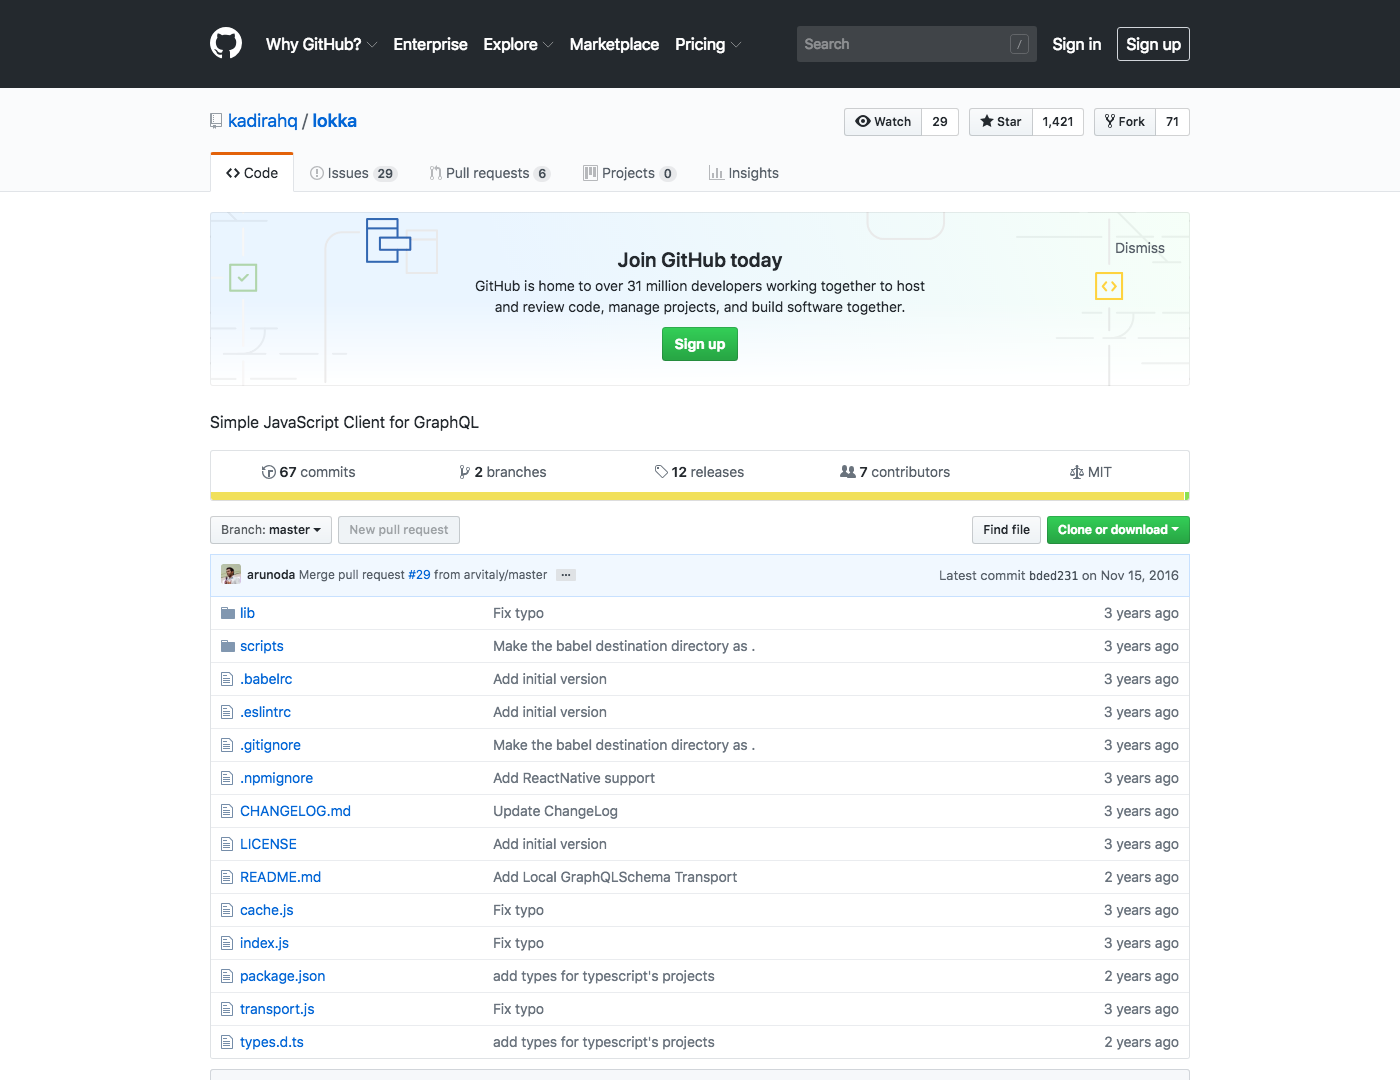 Why GitHub? Enterprise Explore Marketplace Pricing Search / Sign in Sign up
kadirahq / lokka Watch 29 Star 1,421 Fork 71
Code Issues 29 Pull requests 6 Projects 0 Insights
Dismiss
Join GitHub today
GitHub is home to over 31 million developers working together to host
and review code, manage projects, and build software together.
Sign up
Simple JavaScript Client for GraphQL
67 commits 2 branches 12 releases 7 contributors MIT
Branch: master New pull request Find file Clone or download
arunoda Merge pull request #29 from arvitaly/master ... Latest commit bded231 on Nov 15, 2016
lib Fix typo 3 years ago
scripts Make the babel destination directory as . 3 years ago
.babelrc Add initial version 3 years ago
.eslintrc Add initial version 3 years ago
.gitignore Make the babel destination directory as . 3 years ago
.npmignore Add ReactNative support 3 years ago
CHANGELOG.md Update ChangeLog 3 years ago
LICENSE Add initial version 3 years ago
README.md Add Local GraphQLSchema Transport 2 years ago
cache.js Fix typo 3 years ago
index.js Fix typo 3 years ago
package.json add types for typescript's projects 2 years ago
transport.js Fix typo 3 years ago
types.d.ts add types for typescript's projects 2 years ago